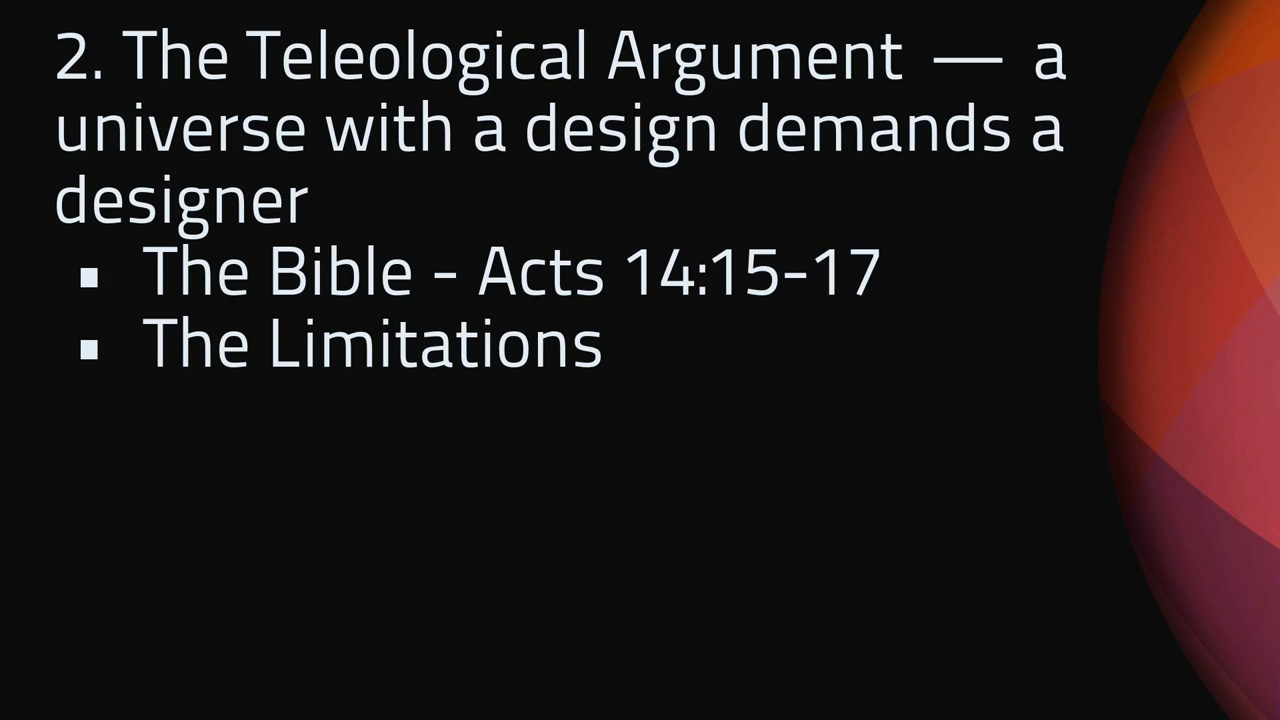 2. The Teleological Argument — a
universe with a design demands a
designer
▪ The Bible - Acts 14:15-17
▪ The Limitations